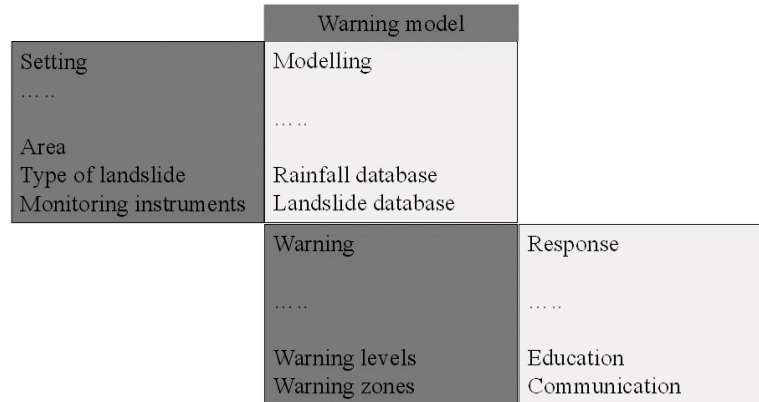 Warning model
Setting
.....
Area
Type of landslide
Monitoring instruments
Modelling
.....
Rainfall database
Landslide database
Warning
.....
Warning levels
Warning zones
Response
.....
Education
Communication